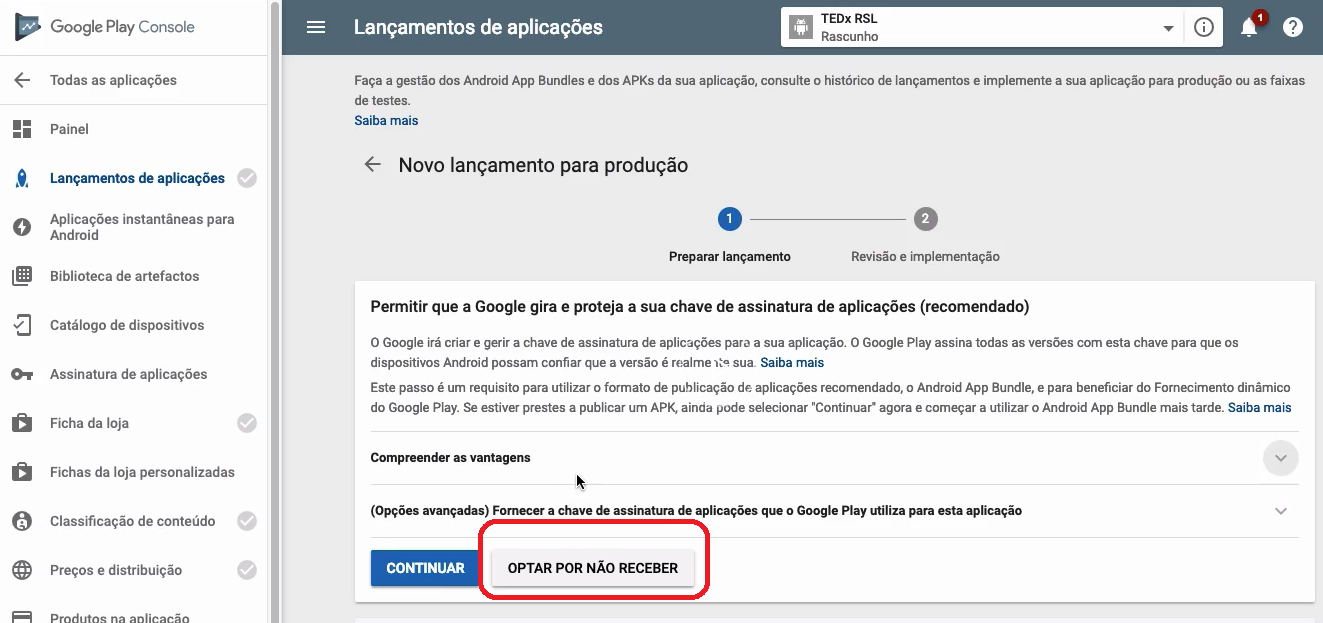 Google Play Console
Todas as aplicações
Painel
Lançamentos de aplicações
Aplicações instantâneas para
Android
Biblioteca de artefactos
Catálogo de dispositivos
Assinatura de aplicações
Ficha da loja
Fichas da loja personalizadas
Classificação de conteúdo
Preços e distribuição
Produtos na aplicação
Lançamentos de aplicações
TEDx RSL
Rascunho
1
Faça a gestão dos Android App Bundles e dos APKs da sua aplicação, consulte o histórico de lançamentos e implemente a sua aplicação para produção ou as faixas
de testes.
Saiba mais
Novo lançamento para produção
1
2
Preparar lançamento
Revisão e implementação
Permitir que a Google gira e proteja a sua chave de assinatura de aplicações (recomendado)
O Google irá criar e gerir a chave de assinatura de aplicações para a sua aplicação. O Google Play assina todas as versões com esta chave para que os
dispositivos Android possam confiar que a versão é realmente sua. Saiba mais
Este passo é um requisito para utilizar o formato de publicação de aplicações recomendado, o Android App Bundle, e para beneficiar do Fornecimento dinâmico
do Google Play. Se estiver prestes a publicar um APK, ainda pode selecionar "Continuar" agora e começar a utilizar o Android App Bundle mais tarde. Saiba mais
Compreender as vantagens
(Opções avançadas) Fornecer a chave de assinatura de aplicações que o Google Play utiliza para esta aplicação
CONTINUAR
OPTAR POR NÃO RECEBER